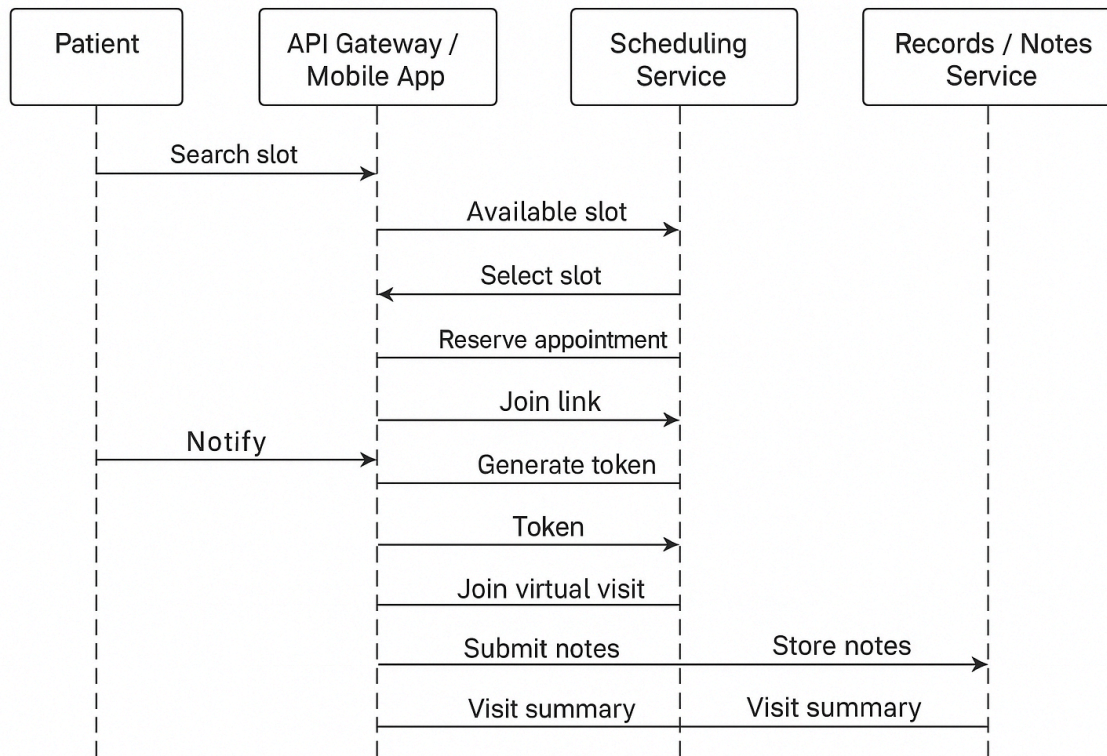 Patient
API Gateway /
Mobile App
Scheduling
Service
Records / Notes
Service
Search slot
Available slot
Select slot
Reserve appointment
Join link
Notify
Generate token
Token
Join virtual visit
Submit notes
Store notes
Visit summary
Visit summary